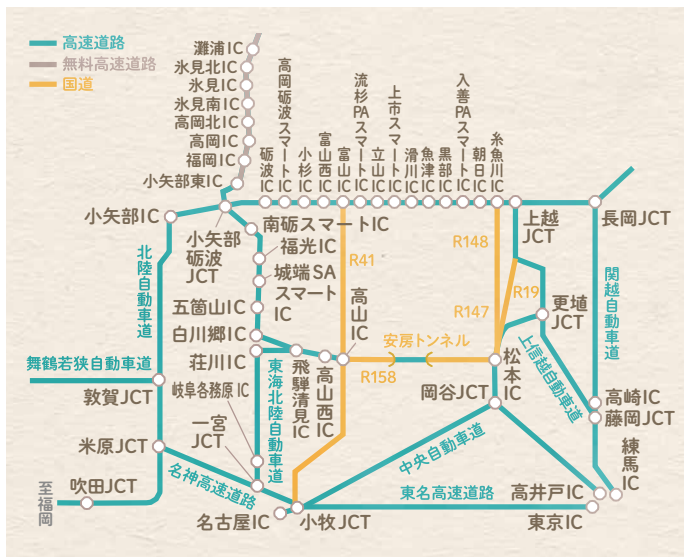 高速道路
無料高速道路
国道
灘浦IC
氷見北IC
氷見IC
氷見南IC
高岡北IC
高岡IC
福岡IC
小矢部東IC
砺波IC
高岡砺波スマートIC
小杉IC
富山西IC
富山IC
流杉PAスマートIC
立山IC
上市スマートIC
滑川IC
魚津IC
黒部IC
入善PAスマートIC
朝日IC
糸魚川IC
小矢部IC
小矢部
砺波
JCT
南砺スマートIC
福光IC
城端SA
スマート
IC
五箇山IC
白川郷IC
荘川IC
飛騨清見IC
高山西IC
高山IC
上越
JCT
長岡JCT
R41
R148
R147
R19
R158
安房トンネル
更埴
JCT
松本IC
岡谷JCT
北陸自動車道
舞鶴若狭自動車道
敦賀JCT
東海北陸自動車道
岐阜各務原IC
一宮
JCT
米原JCT
吹田JCT
至福岡
名神高速道路
名古屋IC
小牧JCT
中央自動車道
東名高速道路
上信越自動車道
関越自動車道
高崎IC
藤岡JCT
練馬IC
高井戸IC
東京IC